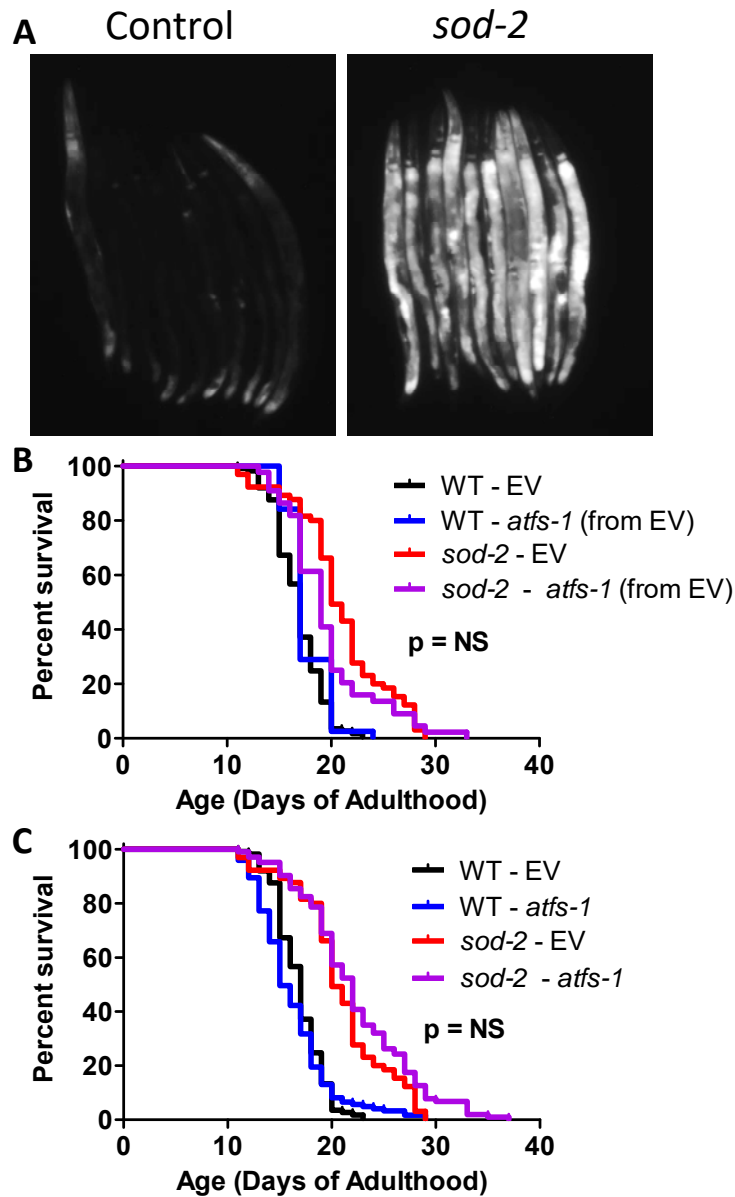 A
Control
sod-2
B
Percent survival
100
80
60
40
20
0
WT - EV
WT - atfs-1 (from EV)
sod-2 - EV
sod-2 - atfs-1 (from EV)
p = NS
0 10 20 30 40
Age (Days of Adulthood)
C
Percent survival
100
80
60
40
20
0
WT - EV
WT - atfs-1
sod-2 - EV
sod-2 - atfs-1
p = NS
0 10 20 30 40
Age (Days of Adulthood)